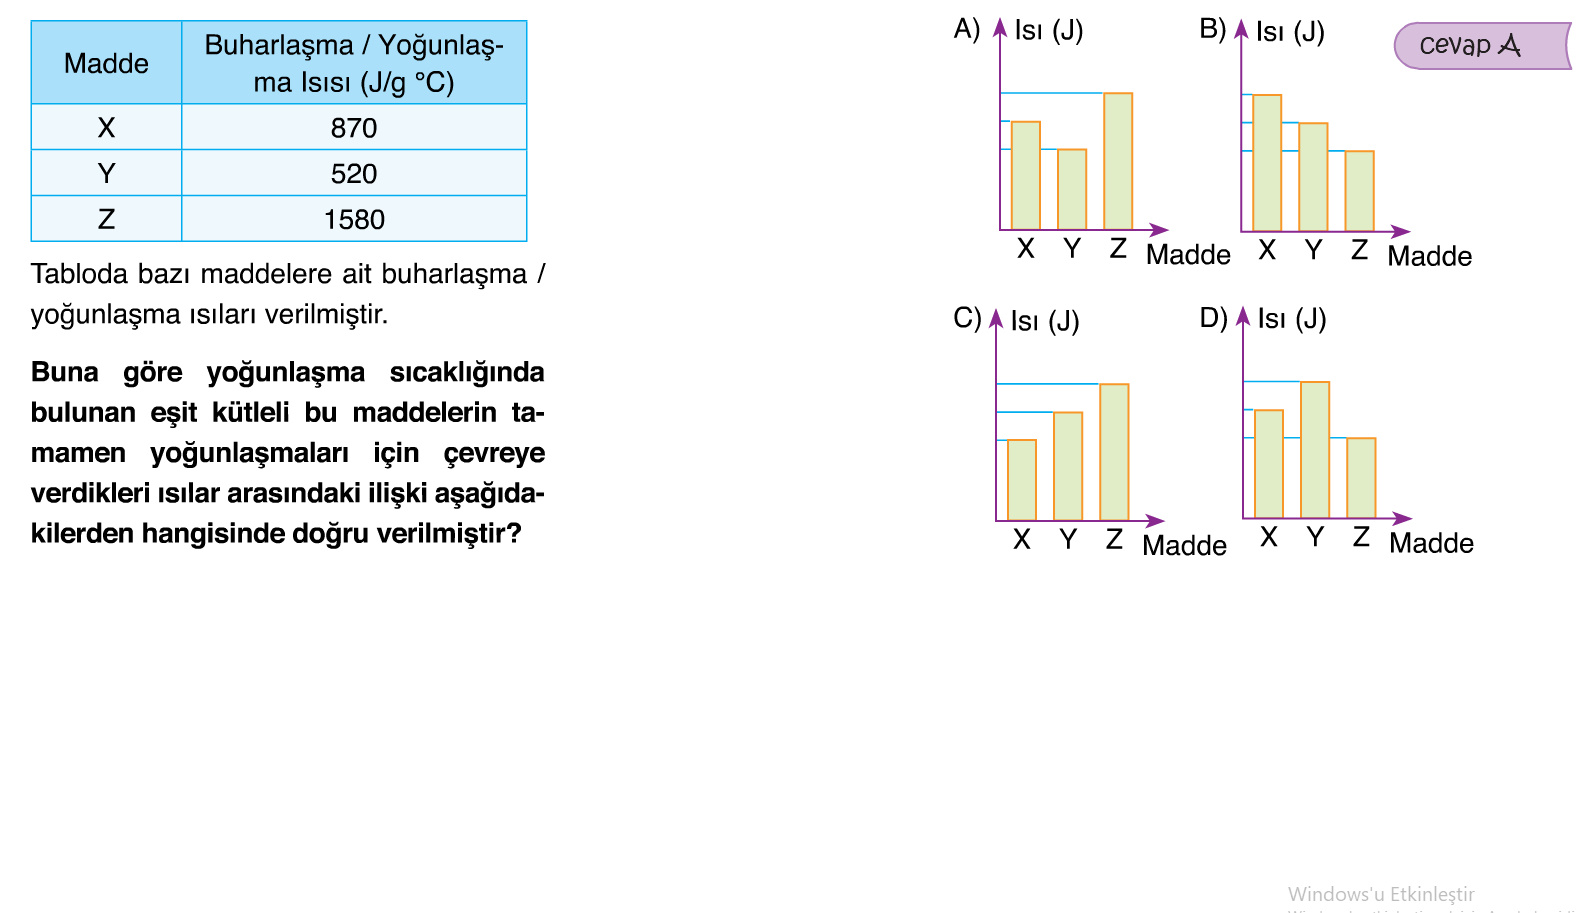 Madde
Buharlaşma / Yoğunlaş-
ma Isısı (J/g °C)
X
870
Y
520
Z
1580
Tabloda bazı maddelere ait buharlaşma /
yoğunlaşma ısıları verilmiştir.
Buna göre yoğunlaşma sıcaklığında
bulunan eşit kütleli bu maddelerin ta-
mamen yoğunlaşmaları için çevreye
verdikleri ısılar arasındaki ilişki aşağıda-
kilerden hangisinde doğru verilmiştir?
A) Isı (J)
X Y Z Madde
B) Isı (J)
X Y Z Madde
cevap A
C) Isı (J)
X Y Z Madde
D) Isı (J)
X Y Z Madde
Windows'u Etkinleştir